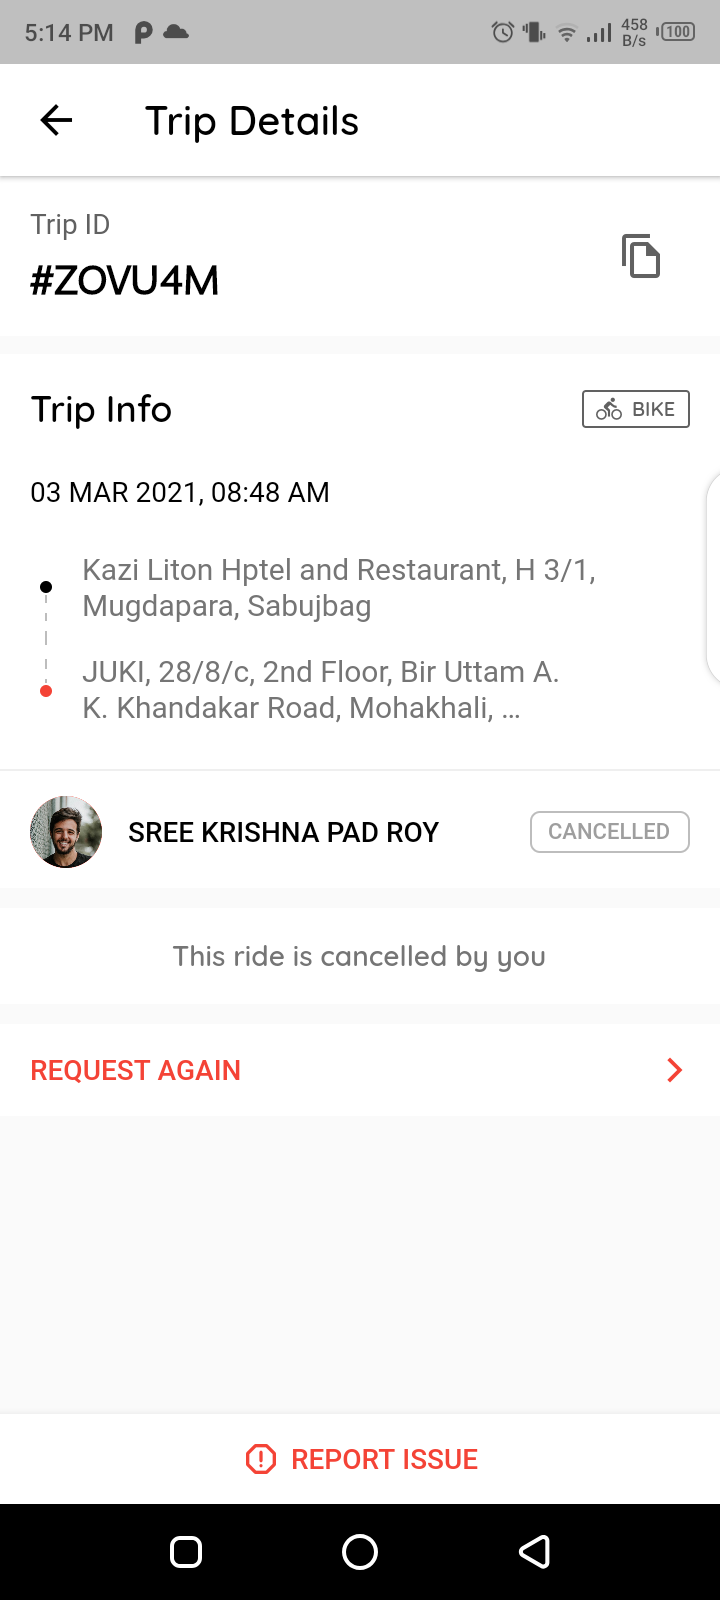 5:14 PM 458 B/s 100
Trip Details
Trip ID
#ZOVU4M
Trip Info BIKE
03 MAR 2021, 08:48 AM
Kazi Liton Hptel and Restaurant, H 3/1,
Mugdapara, Sabujbag
JUKI, 28/8/c, 2nd Floor, Bir Uttam A.
K. Khandakar Road, Mohakhali, ...
SREE KRISHNA PAD ROY CANCELLED
This ride is cancelled by you
REQUEST AGAIN
REPORT ISSUE